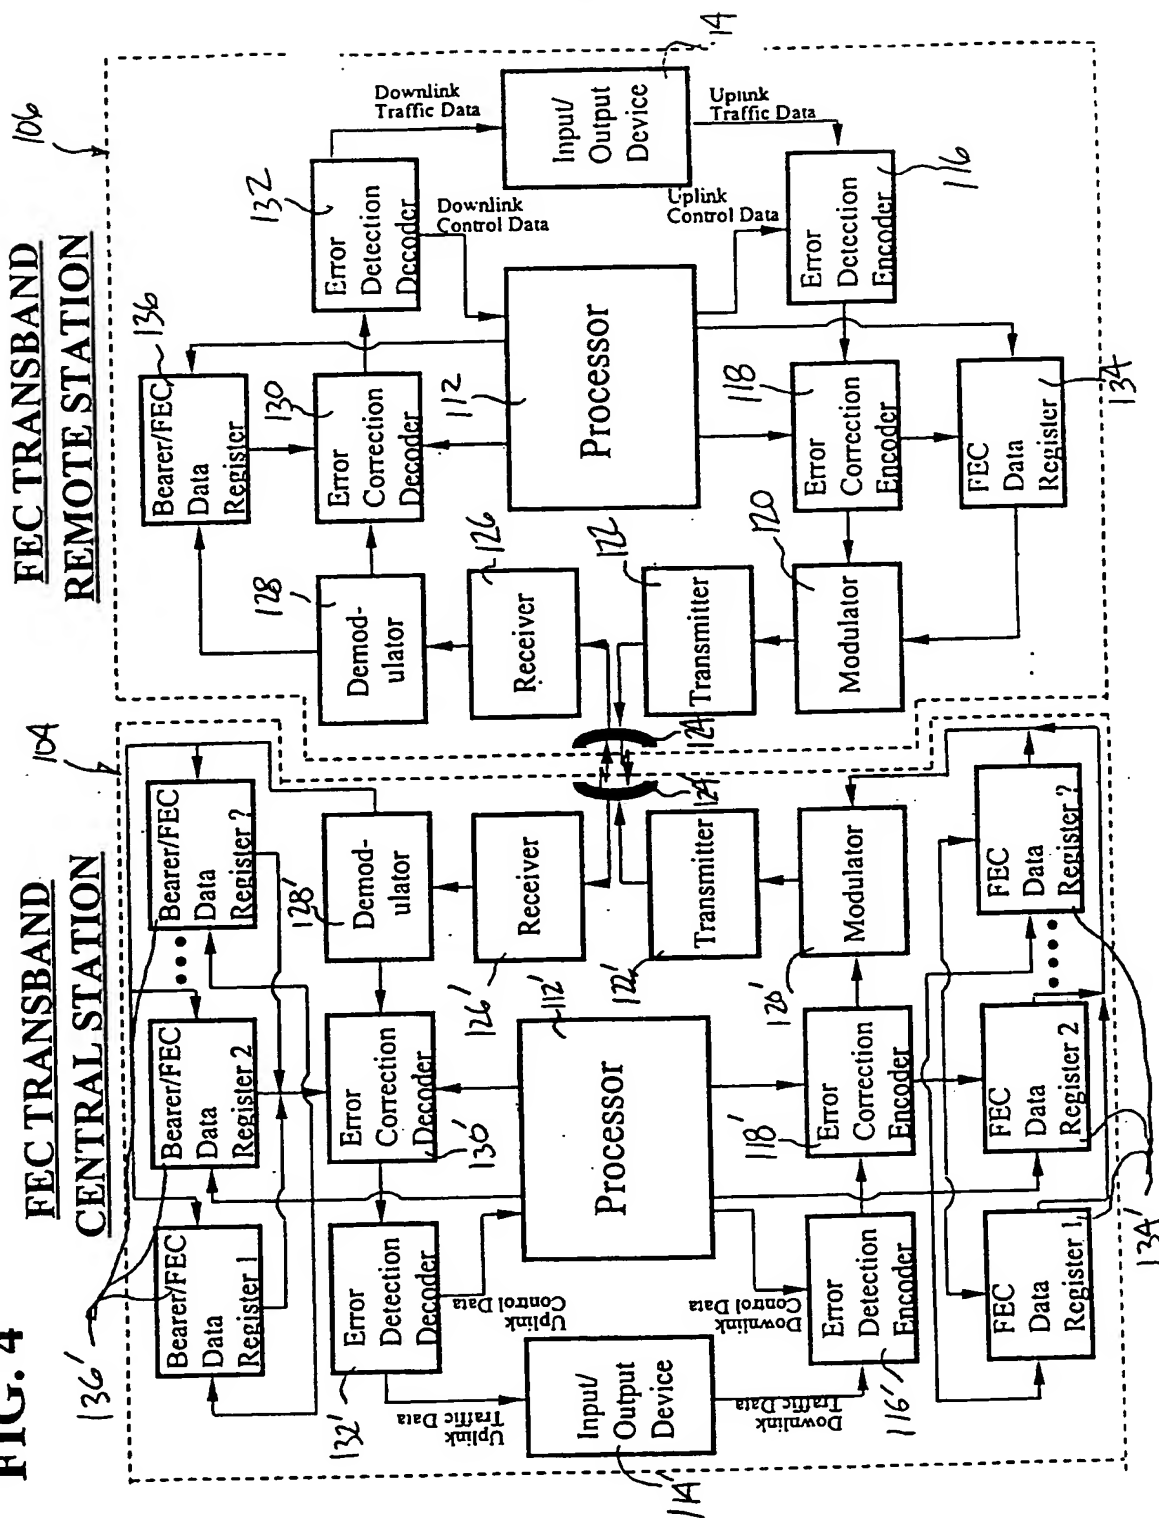 FIG. 4
FEC TRANSBAND
CENTRAL STATION
FEC TRANSBAND
REMOTE STATION
104
106
136'
Bearer/FEC
Data
Register 1
Bearer/FEC
Data
Register 2
Bearer/FEC
Data
Register ?
132'
Error
Detection
Decoder
130'
Error
Correction
Decoder
128'
Demod-
ulator
Uplink
Traffic Data
Uplink
Control Data
114'
Input/
Output
Device
112'
Processor
126'
Receiver
122'
Transmitter
124
Downlink
Traffic Data
Downlink
Control Data
116'
Error
Detection
Encoder
118'
Error
Correction
Encoder
120'
Modulator
FEC
Data
Register 1
FEC
Data
Register 2
FEC
Data
Register ?
134'
136
Bearer/FEC
Data
Register
128
Demod-
ulator
130
Error
Correction
Decoder
132
Error
Detection
Decoder
Downlink
Traffic Data
Downlink
Control Data
126
Receiver
122
Transmitter
124
112
Processor
14
Input/
Output
Device
Uplink
Traffic Data
Uplink
Control Data
120
Modulator
118
Error
Correction
Encoder
116
Error
Detection
Encoder
134
FEC
Data
Register